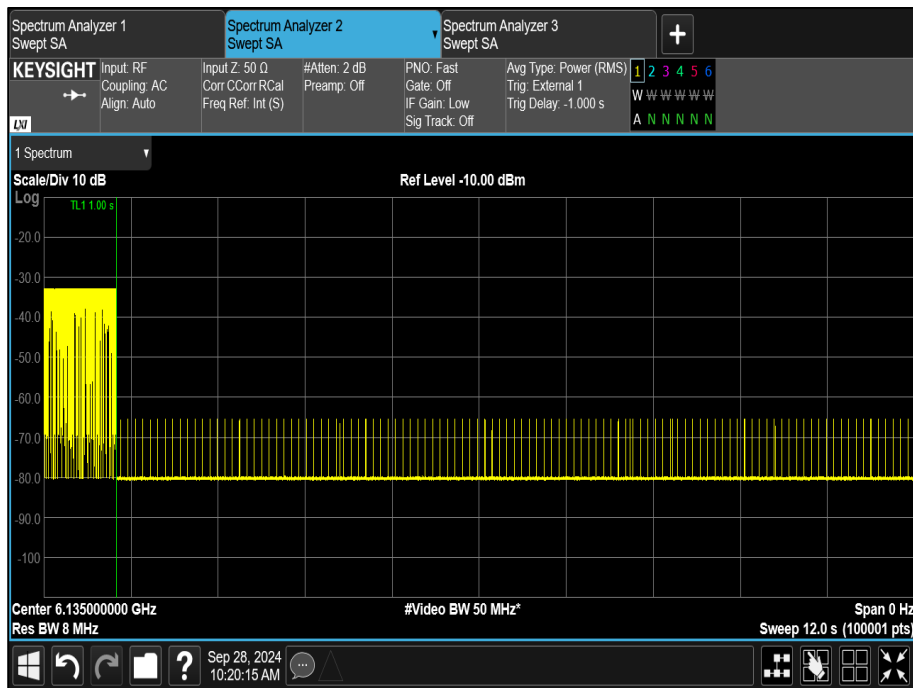 Spectrum Analyzer 1
Swept SA
Spectrum Analyzer 2
Swept SA
Spectrum Analyzer 3
Swept SA
KEYSIGHT
LXI
Input: RF
Coupling: AC
Align: Auto
Input Z: 50 Ω
Corr CCorr RCal
Freq Ref: Int (S)
#Atten: 2 dB
Preamp: Off
PNO: Fast
Gate: Off
IF Gain: Low
Sig Track: Off
Avg Type: Power (RMS)
Trig: External 1
Trig Delay: -1.000 s
1 2 3 4 5 6
W W W W W W
A N N N N N
1 Spectrum
Scale/Div 10 dB
Ref Level -10.00 dBm
Log
TL1 1.00 s
-20.0
-30.0
-40.0
-50.0
-60.0
-70.0
-80.0
-90.0
-100
Center 6.135000000 GHz
#Video BW 50 MHz*
Span 0 Hz
Res BW 8 MHz
Sweep 12.0 s (100001 pts)
Sep 28, 2024
10:20:15 AM